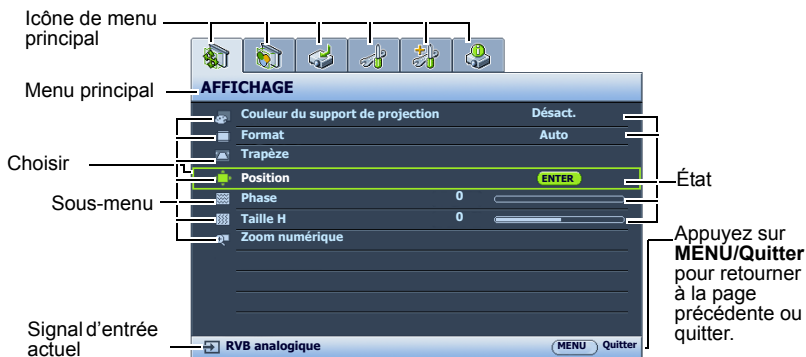 Icône de menu
principal
Menu principal
AFFICHAGE
Couleur du support de projection Désact.
Format Auto
Trapèze
Choisir
Position ENTER
État
Sous-menu
Phase 0
Taille H 0
Zoom numérique
Appuyez sur
MENU/Quitter
pour retourner
à la page
précédente ou
quitter.
Signal d'entrée
actuel
RVB analogique MENU Quitter